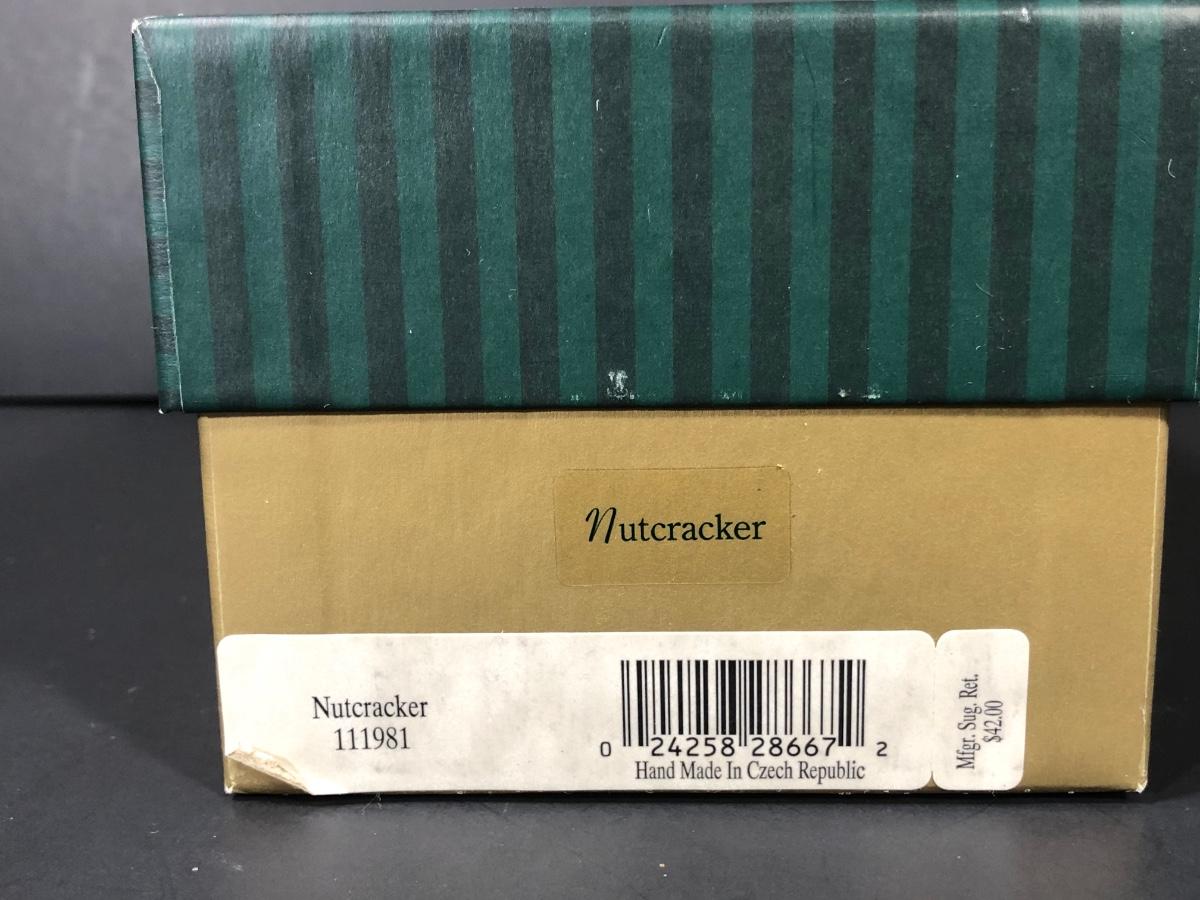 Nutcracker
Nutcracker
111981
0 24258 28667 2
Hand Made In Czech Republic
Mfgr. Sug. Ret.
$42.00